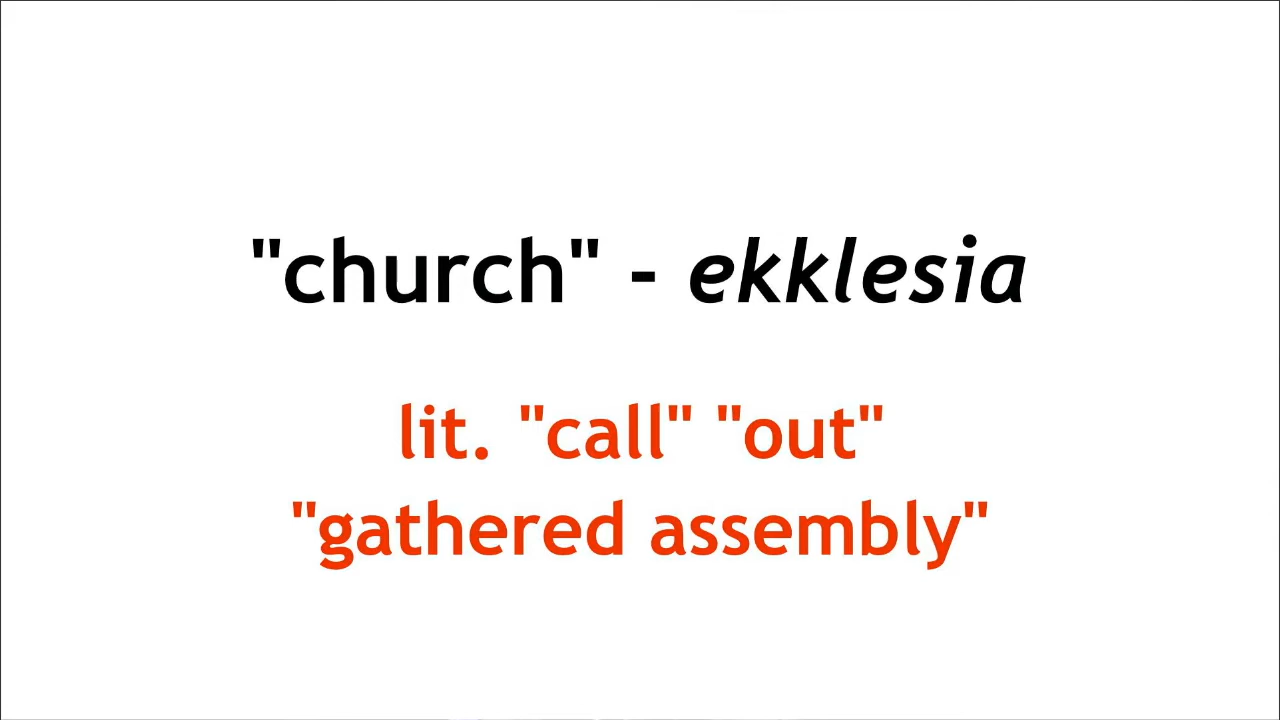 "church" - ekklesia
lit. "call" "out"
"gathered assembly"